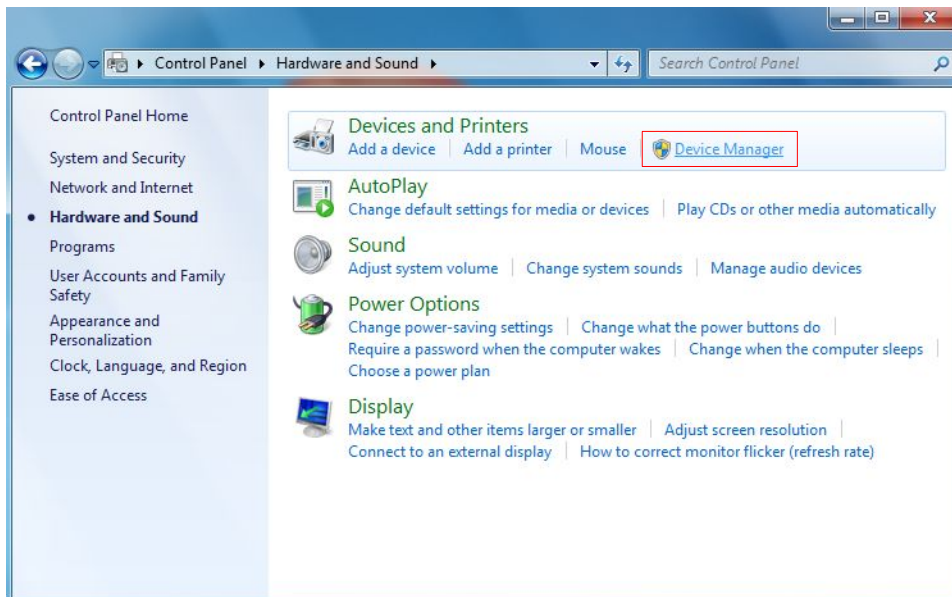 Control Panel Hardware and Sound
Search Control Panel
Control Panel Home
System and Security
Network and Internet
Hardware and Sound
Programs
User Accounts and Family
Safety
Appearance and
Personalization
Clock, Language, and Region
Ease of Access
Devices and Printers
Add a device Add a printer Mouse Device Manager
AutoPlay
Change default settings for media or devices Play CDs or other media automatically
Sound
Adjust system volume Change system sounds Manage audio devices
Power Options
Change power-saving settings Change what the power buttons do
Require a password when the computer wakes Change when the computer sleeps
Choose a power plan
Display
Make text and other items larger or smaller Adjust screen resolution
Connect to an external display How to correct monitor flicker (refresh rate)